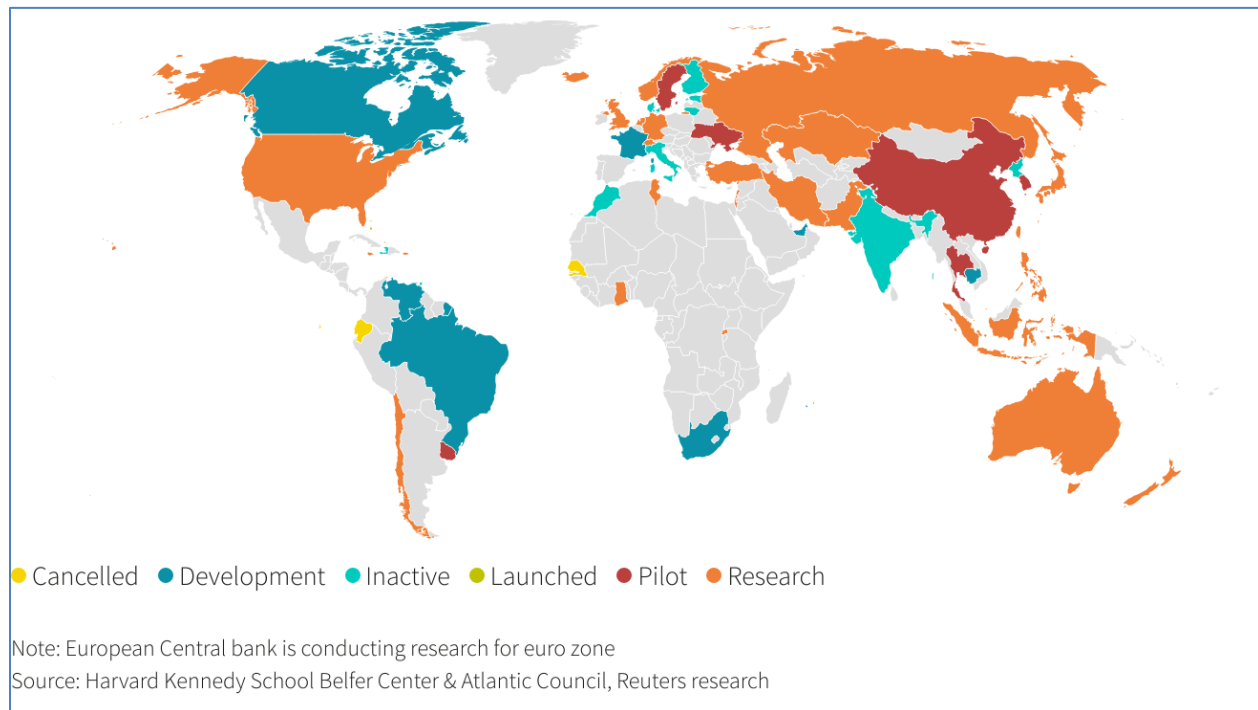 Cancelled Development Inactive Launched Pilot Research
Note: European Central bank is conducting research for euro zone
Source: Harvard Kennedy School Belfer Center & Atlantic Council, Reuters research